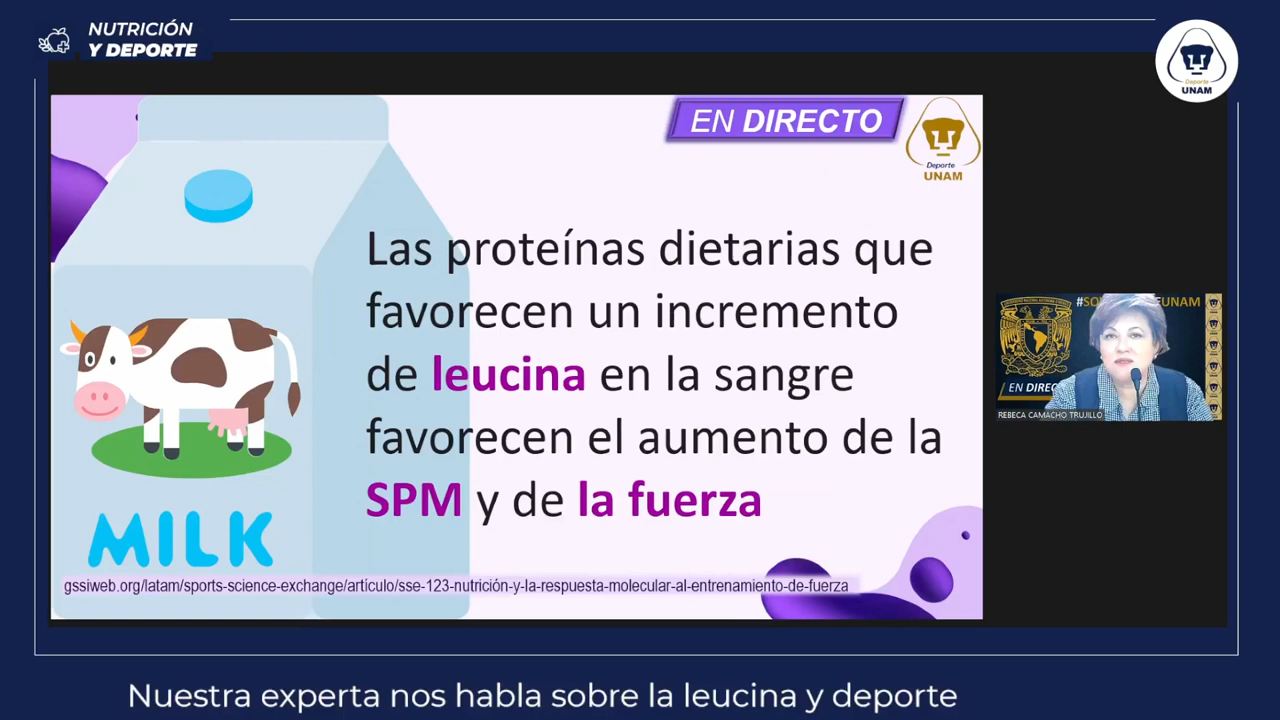 NUTRICIÓN
Y DEPORTE
Deporte
UNAM
EN DIRECTO
Deporte
UNAM
Las proteínas dietarias que
favorecen un incremento
de leucina en la sangre
favorecen el aumento de la
SPM y de la fuerza
MILK
gssiweb.org/latam/sports-science-exchange/artículo/sse-123-nutrición-y-la-respuesta-molecular-al-entrenamiento-de-fuerza
UNAM
EN DIREC
REBECA CAMACHO TRUJILLO
Nuestra experta nos habla sobre la leucina y deporte